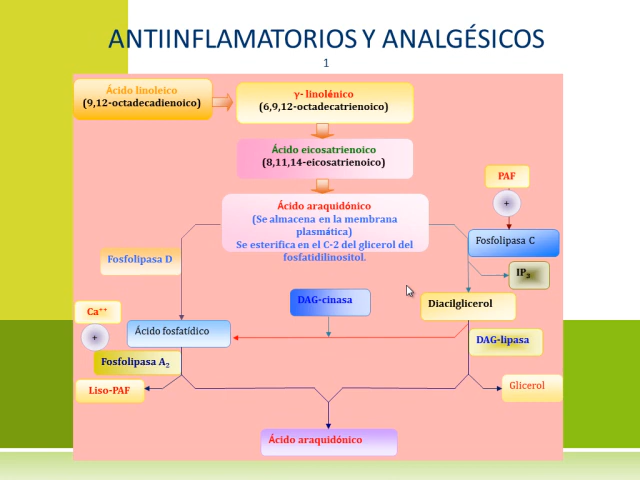 ANTIINFLAMATORIOS Y ANALGÉSICOS
1
Ácido linoleico
(9,12-octadecadienoico)
γ- linolénico
(6,9,12-octadecatrienoico)
Ácido eicosatrienoico
(8,11,14-eicosatrienoico)
Ácido araquidónico
(Se almacena en la membrana
plasmática)
Se esterifica en el C-2 del glicerol del
fosfatidilinositol.
PAF
+
Fosfolipasa C
Fosfolipasa D
IP₃
DAG-cinasa
Diacilglicerol
Ca⁺⁺
+
Ácido fosfatídico
DAG-lipasa
Fosfolipasa A₂
Liso-PAF
Glicerol
Ácido araquidónico